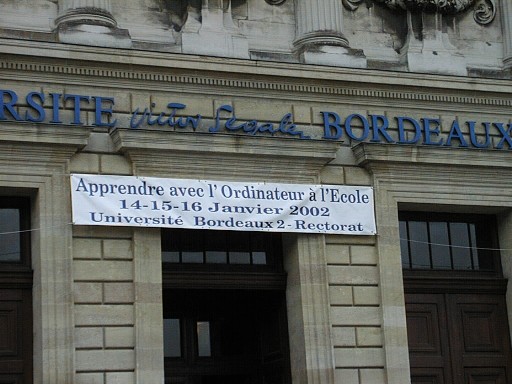 RSITE Victor Segalen BORDEAUX
Apprendre avec l'Ordinateur à l'Ecole
14-15-16 Janvier 2002
Université Bordeaux 2 - Rectorat